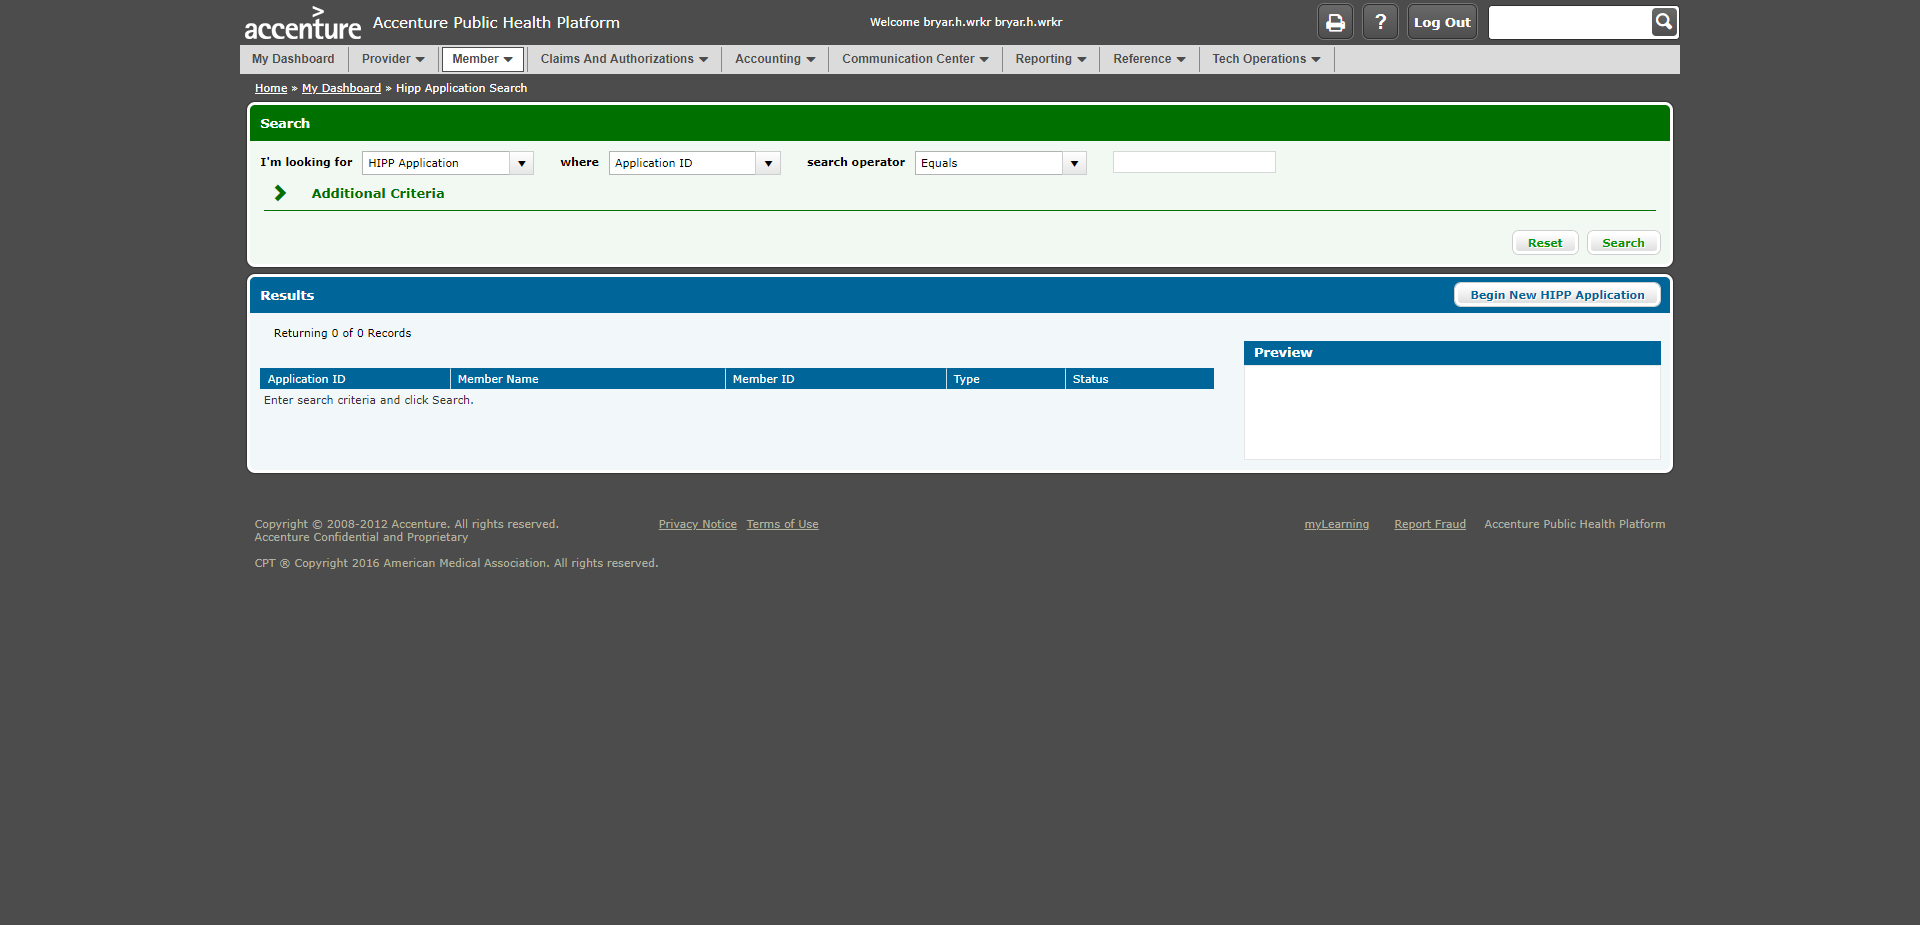 accenture Accenture Public Health Platform Welcome bryar.h.wrkr bryar.h.wrkr ? Log Out
My Dashboard Provider Member Claims And Authorizations Accounting Communication Center Reporting Reference Tech Operations
Home » My Dashboard » Hipp Application Search
Search
I'm looking for HIPP Application where Application ID search operator Equals
Additional Criteria
Reset Search
Results Begin New HIPP Application
Returning 0 of 0 Records
Preview
Application ID Member Name Member ID Type Status
Enter search criteria and click Search.
Copyright © 2008-2012 Accenture. All rights reserved. Privacy Notice Terms of Use myLearning Report Fraud Accenture Public Health Platform
Accenture Confidential and Proprietary
CPT ® Copyright 2016 American Medical Association. All rights reserved.